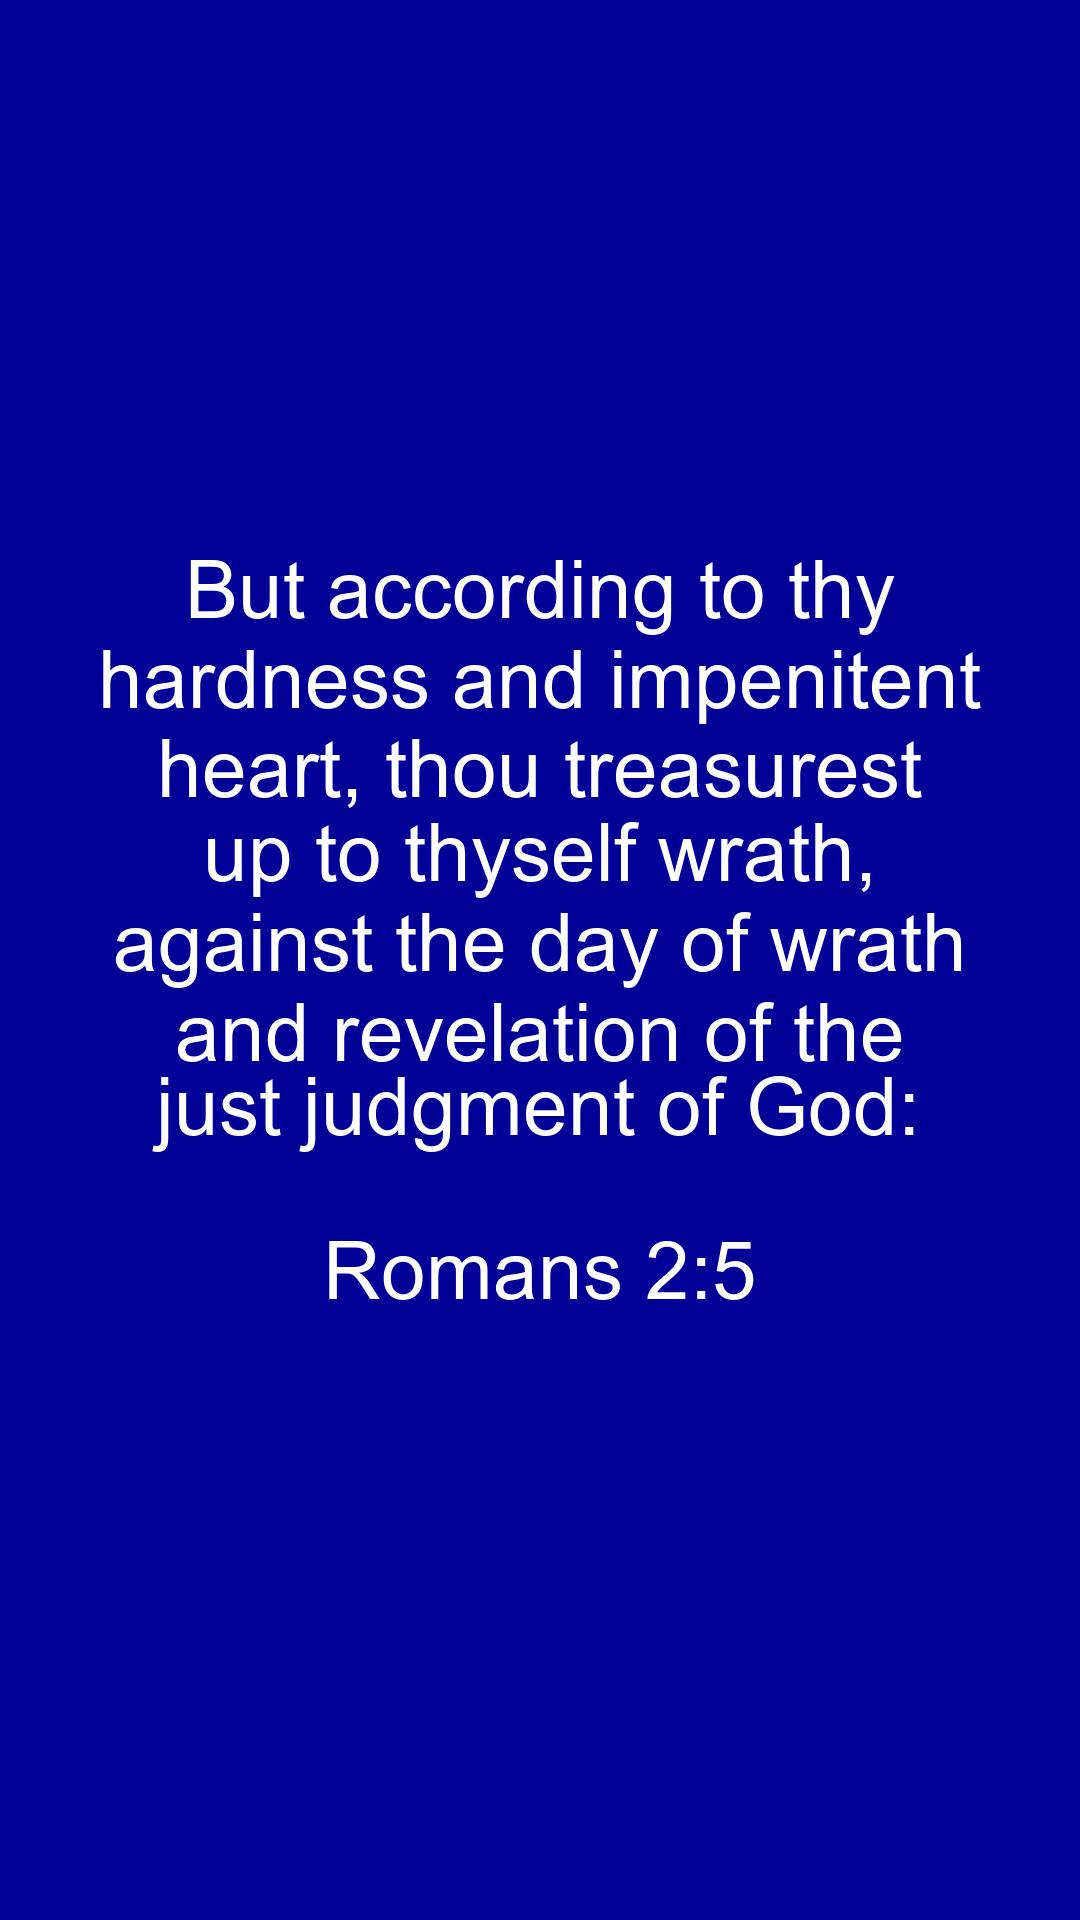 But according to thy
hardness and impenitent
heart, thou treasurest
up to thyself wrath,
against the day of wrath
and revelation of the
just judgment of God:
Romans 2:5